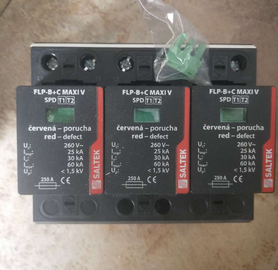 FLP-B+C MAXI V
SPD T1 T2
červená – porucha
red – defect
260 V~
25 kA
30 kA
60 kA
< 1,5 kV
250 A
SALTEK
FLP-B+C MAXI V
SPD T1 T2
červená – porucha
red – defect
260 V~
25 kA
30 kA
60 kA
< 1,5 kV
250 A
SALTEK
FLP-B+C MAXI V
SPD T1 T2
červená – porucha
red – defect
260 V~
25 kA
30 kA
60 kA
< 1,5 kV
250 A
SALTEK